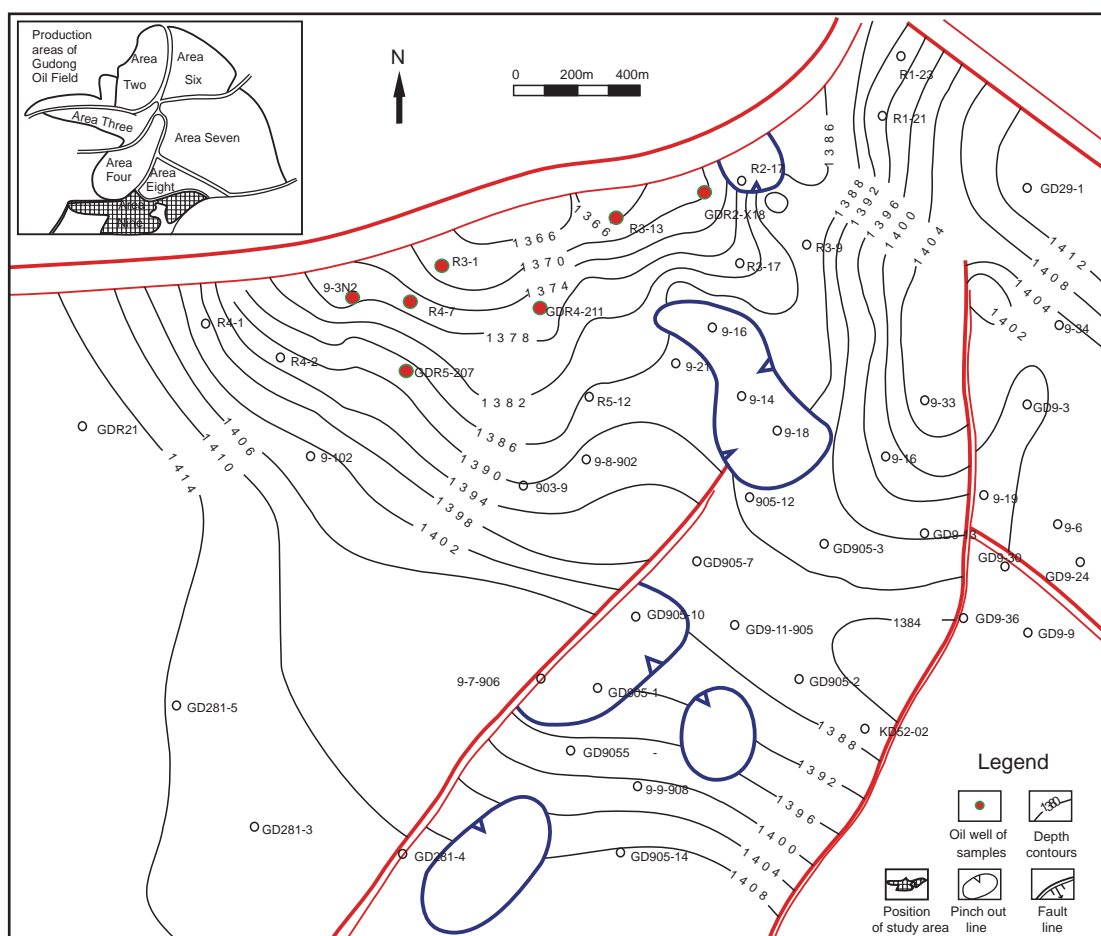 Production
areas of
Gudong
Oil Field
Area
Two
Area
Six
Area Three
Area Seven
Area
Four
Area
Eight
Area
Nine
N
0 200m 400m
R1-23
R1-21
1386
R2-17
GD29-1
GDR2-X18
1388
1392
1396
1400
1404
1412
1408
1404
1402
R3-13
1366
1366
R3-9
R3-1
1370
R3-17
9-3N2
1374
R4-7
GDR4-211
R4-1
1378
9-16
9-34
R4-2
9-21
GDR5-207
1382
R5-12
9-14
9-33
GD9-3
GDR21
1406
1410
1414
1386
9-18
9-102
1390
9-8-902
9-16
1394
903-9
905-12
9-19
1398
1402
9-6
GD905-3
GD9-13
GD905-7
GD9-30
GD9-24
GD905-10
GD9-11-905
1384
GD9-36
GD9-9
9-7-906
GD905-1
GD905-2
GD281-5
KD52-02
1388
GD9055
-
1392
9-9-908
1396
1400
GD281-3
1404
GD281-4
GD905-14
1408
Legend
1380
Oil well of
samples
Depth
contours
Position
of study area
Pinch out
line
Fault
line